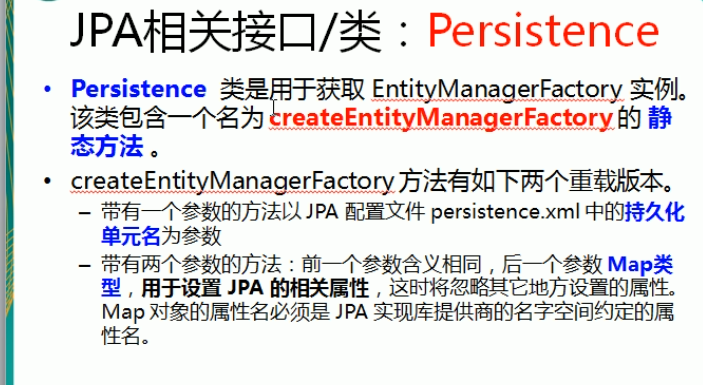 JPA相关接口/类：Persistence
• Persistence 类是用于获取 EntityManagerFactory 实例。
该类包含一个名为 createEntityManagerFactory 的 静
态方法 。
• createEntityManagerFactory 方法有如下两个重载版本。
– 带有一个参数的方法以 JPA 配置文件 persistence.xml 中的持久化
单元名为参数
– 带有两个参数的方法：前一个参数含义相同，后一个参数 Map类
型，用于设置 JPA 的相关属性，这时将忽略其它地方设置的属性。
Map 对象的属性名必须是 JPA 实现库提供商的名字空间约定的属
性名。